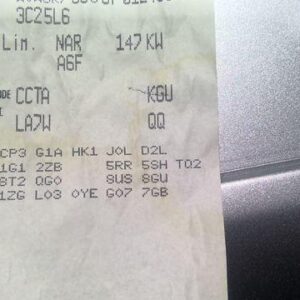 3C25L6
Lim. NAR 147 KW
A6F
CCTA KGU
LA7W QQ
CP3 G1A HK1 J0L D2L
1G1 2ZB 5RR 5SH TQ2
8T2 QG0 8US 8GU
1ZG L03 0YE G07 7GB